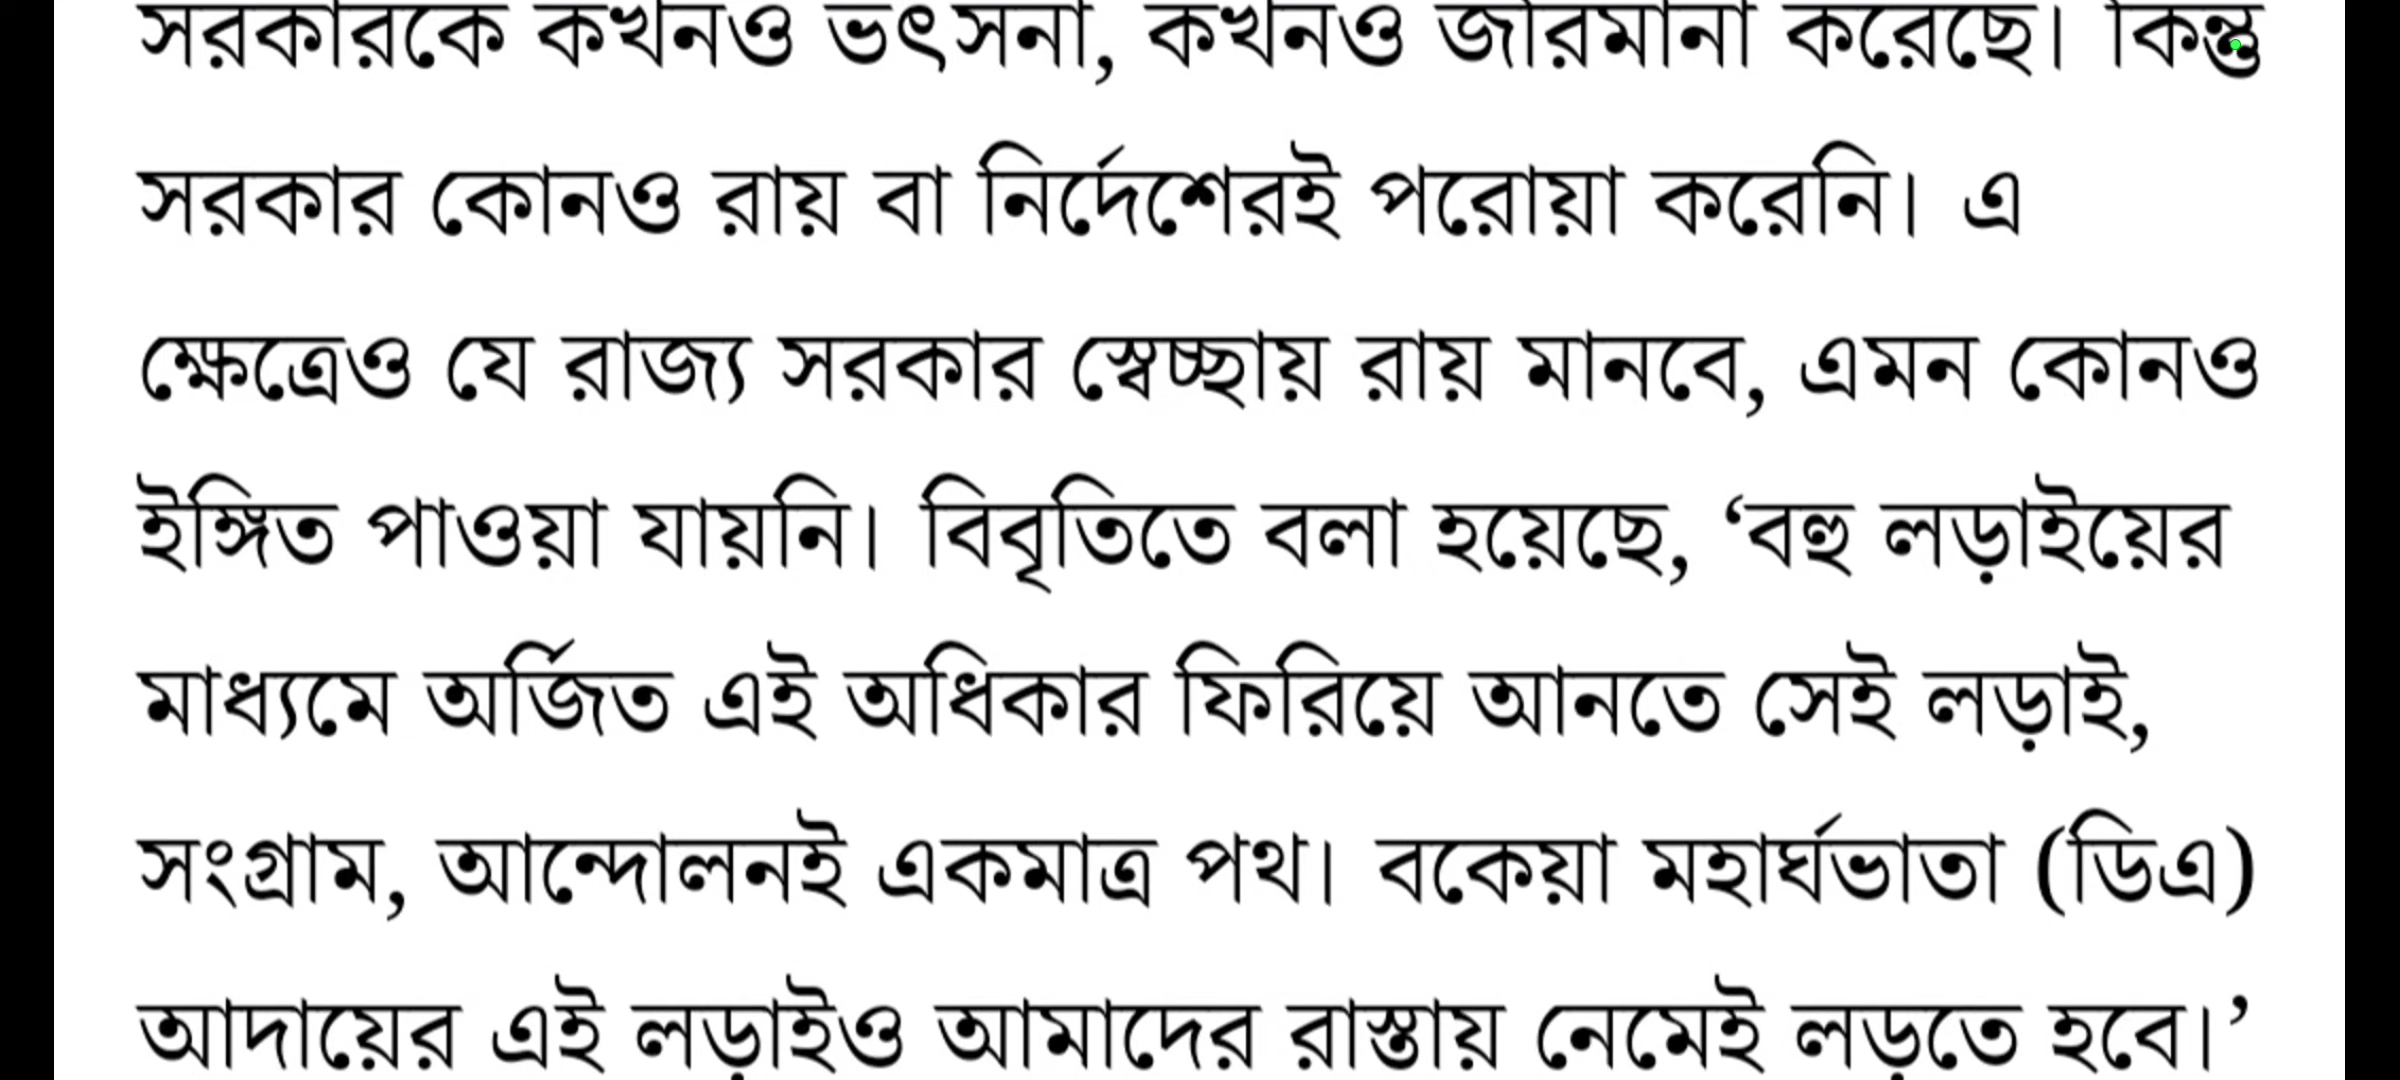 সরকারকে কখনও ভৎসনা, কখনও জরিমানা করেছে। কিন্তু
সরকার কোনও রায় বা নির্দেশেরই পরোয়া করেনি। এ
ক্ষেত্রেও যে রাজ্য সরকার স্বেচ্ছায় রায় মানবে, এমন কোনও
ইঙ্গিত পাওয়া যায়নি। বিবৃতিতে বলা হয়েছে, ‘বহু লড়াইয়ের
মাধ্যমে অর্জিত এই অধিকার ফিরিয়ে আনতে সেই লড়াই,
সংগ্রাম, আন্দোলনই একমাত্র পথ। বকেয়া মহার্ঘভাতা (ডিএ)
আদায়ের এই লড়াইও আমাদের রাস্তায় নেমেই লড়তে হবে।’